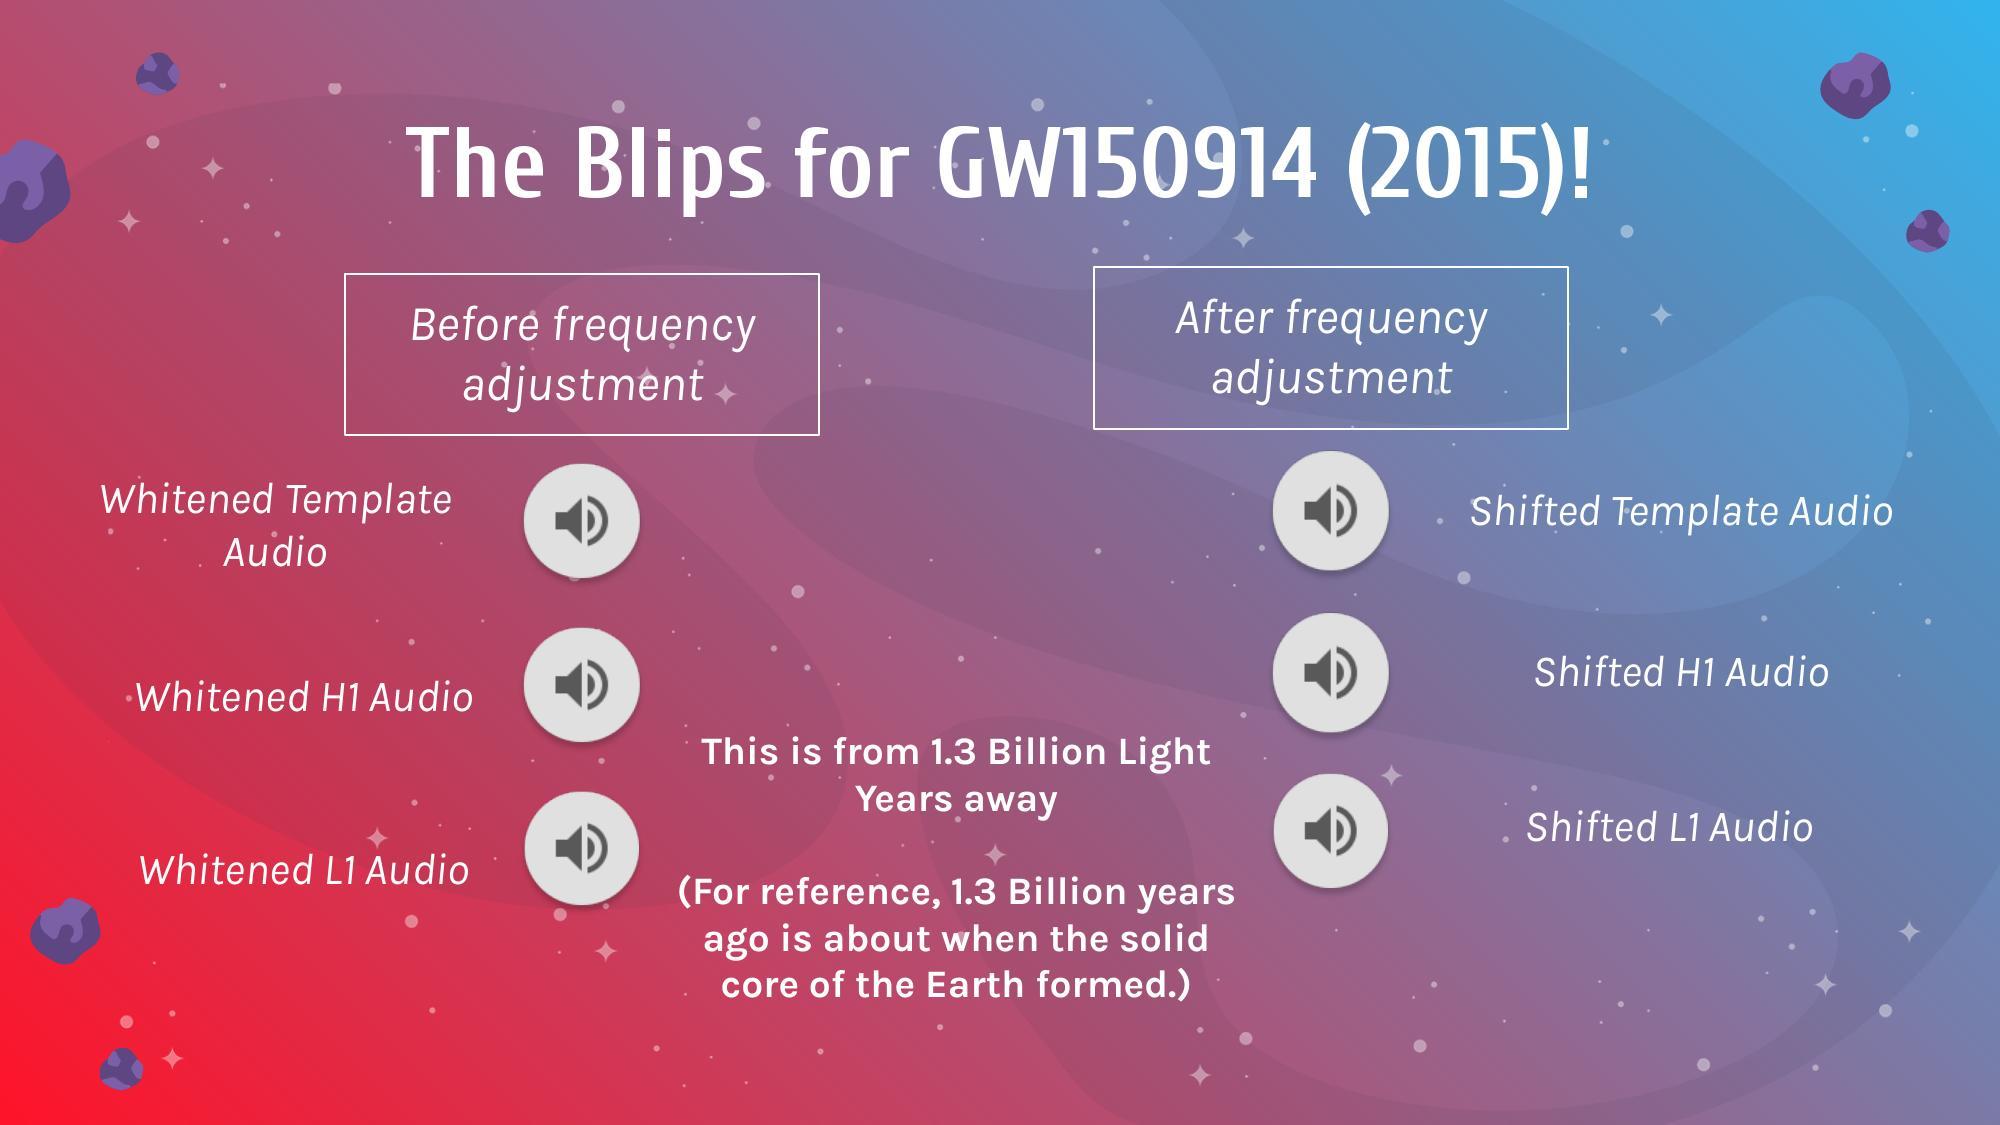 The Blips for GW150914 (2015)!
Before frequency
adjustment
Whitened Template
Audio
Whitened H1 Audio
Whitened L1 Audio
After frequency
adjustment
Shifted Template Audio
Shifted H1 Audio
Shifted L1 Audio
This is from 1.3 Billion Light
Years away
(For reference, 1.3 Billion years
ago is about when the solid
core of the Earth formed.)